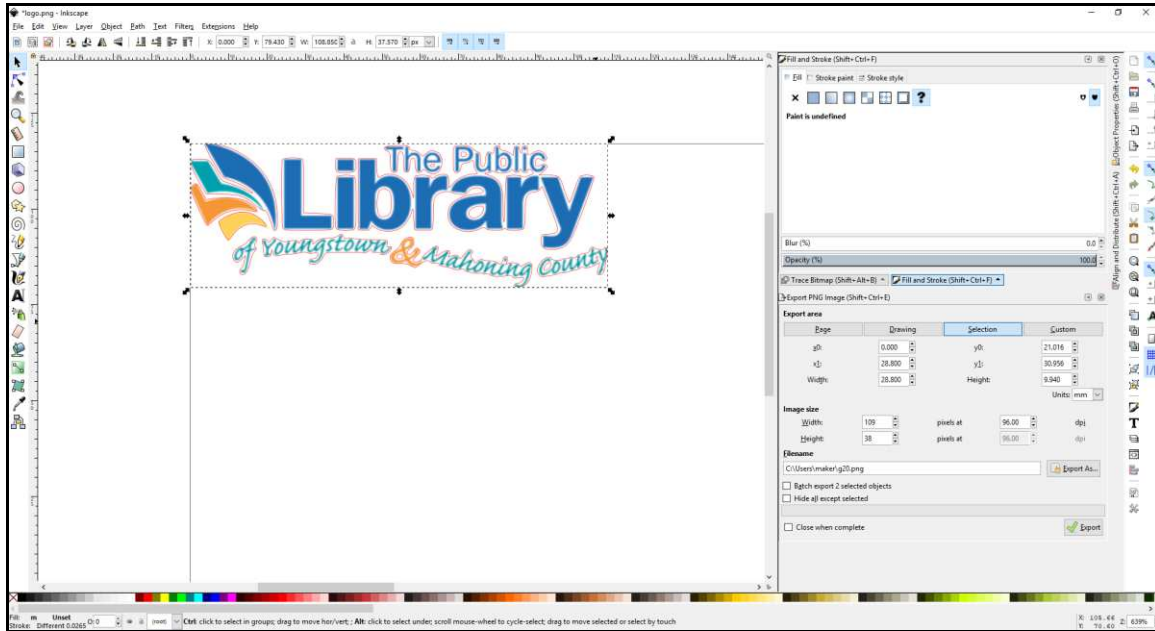 *logo.png - Inkscape
File Edit View Layer Object Path Text Filters Extensions Help
X: 0.000 Y: 79.430 W: 108.850 H: 37.570 px
Fill and Stroke (Shift+Ctrl+F)
Fill Stroke paint Stroke style
?
Paint is undefined
The Public
Library
of Youngstown & Mahoning County
Object Properties (Shift+Ctrl+O)
Align and Distribute (Shift+Ctrl+A)
Blur (%) 0.0
Opacity (%) 100.0
Trace Bitmap (Shift+Alt+B) Fill and Stroke (Shift+Ctrl+F)
Export PNG Image (Shift+Ctrl+E)
Export area
Page Drawing Selection Custom
x0: 0.000 y0: 21.016
x1: 28.800 y1: 30.956
Width: 28.800 Height: 9.940
Units: mm
Image size
Width: 109 pixels at 96.00 dpi
Height: 38 pixels at 96.00 dpi
Filename
C:\Users\maker\g20.png Export As...
Batch export 2 selected objects
Hide all except selected
Close when complete Export
Fill: m Unset O: 0
Stroke: Different 0.0265
(root) Ctrl: click to select in groups; drag to move hor/vert; Alt: click to select under; scroll mouse-wheel to cycle-select; drag to move selected or select by touch
X: 105.66
Y: 70.60
Z: 639%